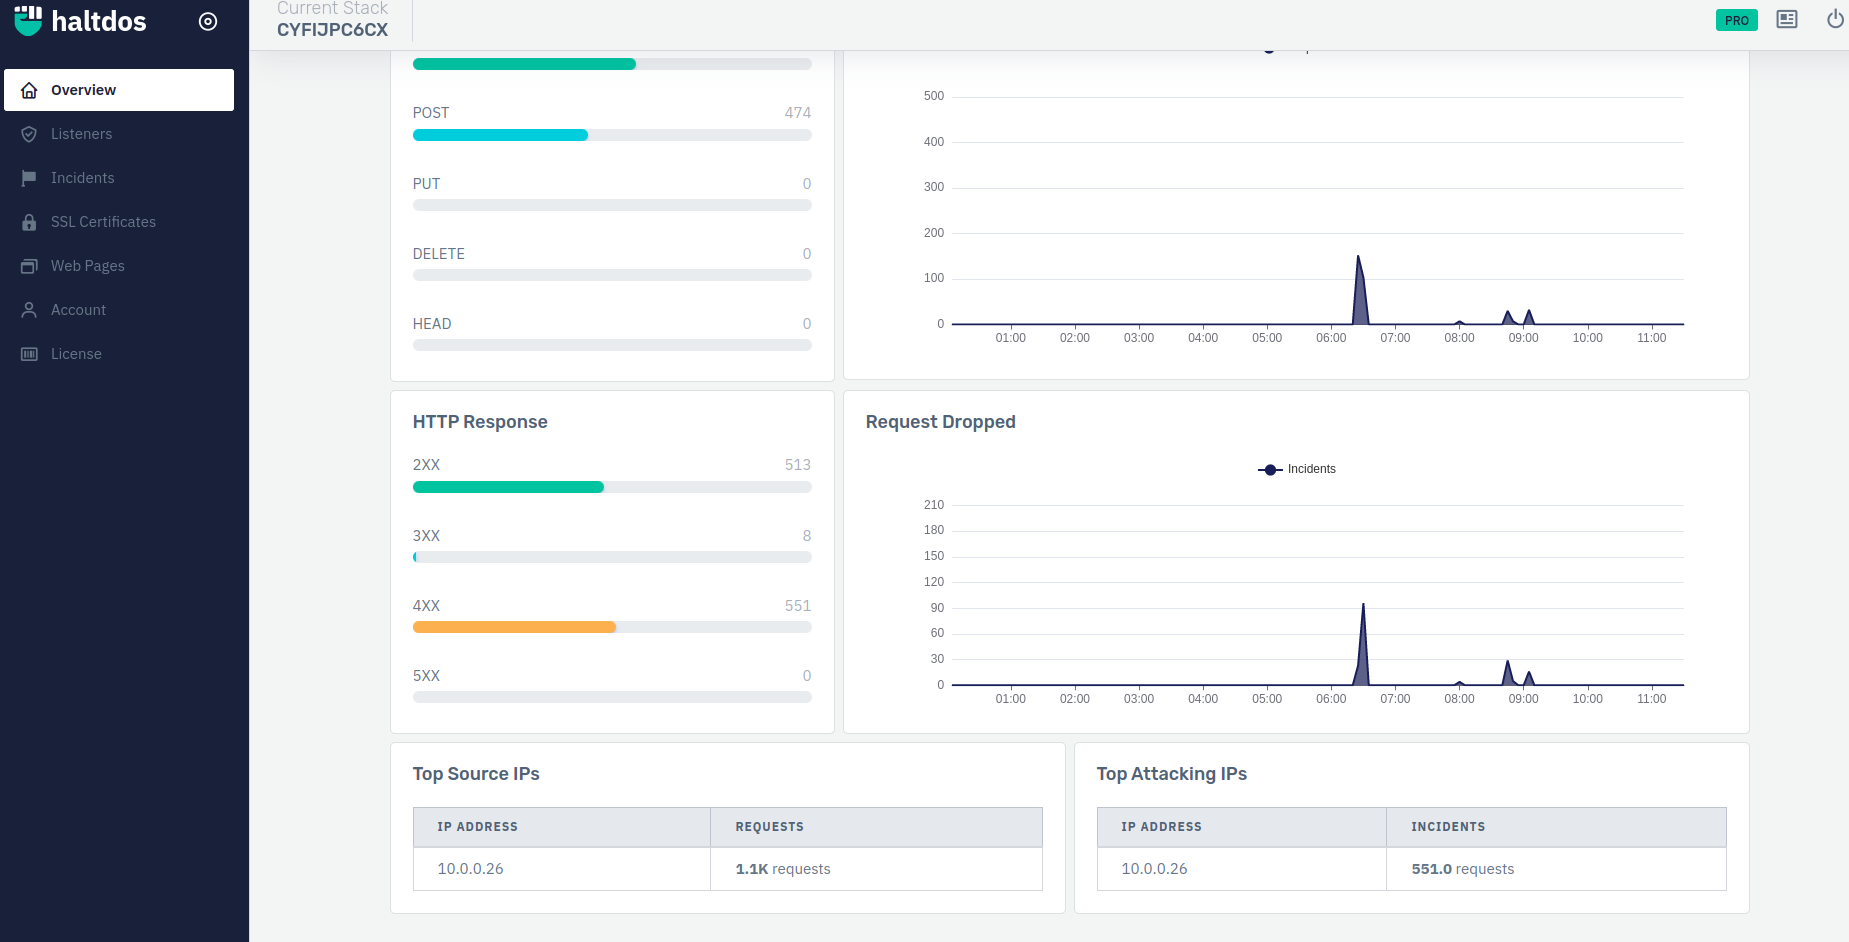 haltdos
Current Stack
CYFIJPC6CX
PRO
Overview
Listeners
Incidents
SSL Certificates
Web Pages
Account
License
POST 474
PUT 0
DELETE 0
HEAD 0
500
400
300
200
100
0
01:00 02:00 03:00 04:00 05:00 06:00 07:00 08:00 09:00 10:00 11:00
HTTP Response
2XX 513
3XX 8
4XX 551
5XX 0
Request Dropped
Incidents
210
180
150
120
90
60
30
0
01:00 02:00 03:00 04:00 05:00 06:00 07:00 08:00 09:00 10:00 11:00
Top Source IPs
IP ADDRESS REQUESTS
10.0.0.26 1.1K requests
Top Attacking IPs
IP ADDRESS INCIDENTS
10.0.0.26 551.0 requests